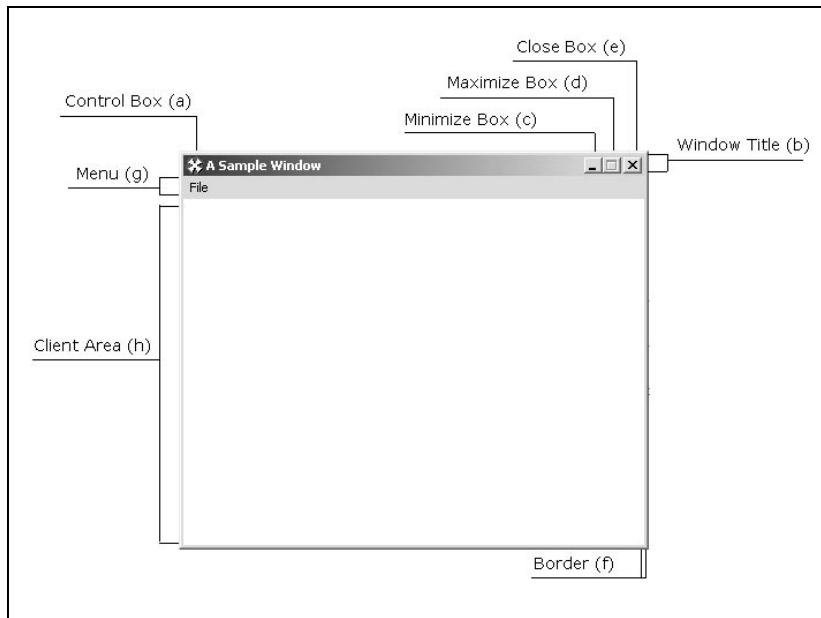 Close Box (e)
Maximize Box (d)
Control Box (a)
Minimize Box (c)
Window Title (b)
A Sample Window
Menu (g)
File
Client Area (h)
Border (f)